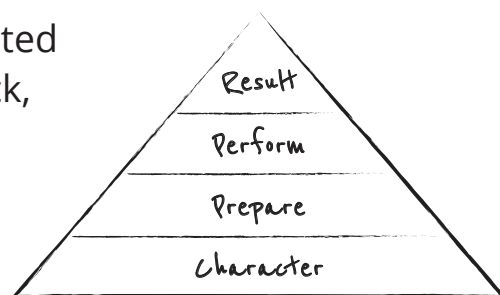 ted
k,
Result
Perform
Prepare
Character